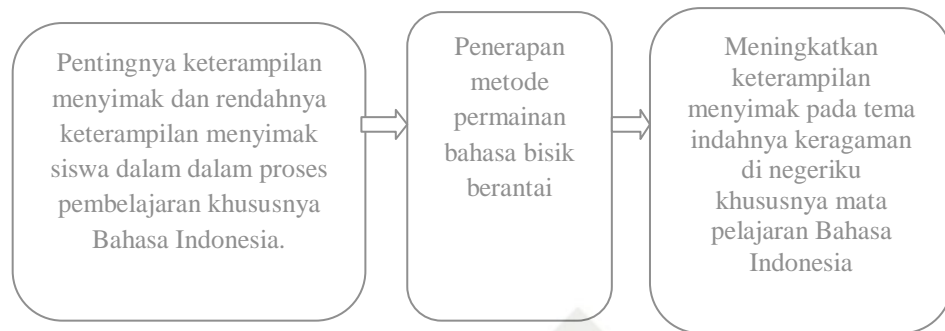 Pentingnya keterampilan
menyimak dan rendahnya
keterampilan menyimak
siswa dalam dalam proses
pembelajaran khususnya
Bahasa Indonesia.
Penerapan
metode
permainan
bahasa bisik
berantai
Meningkatkan
keterampilan
menyimak pada tema
indahnya keragaman
di negeriku
khususnya mata
pelajaran Bahasa
Indonesia